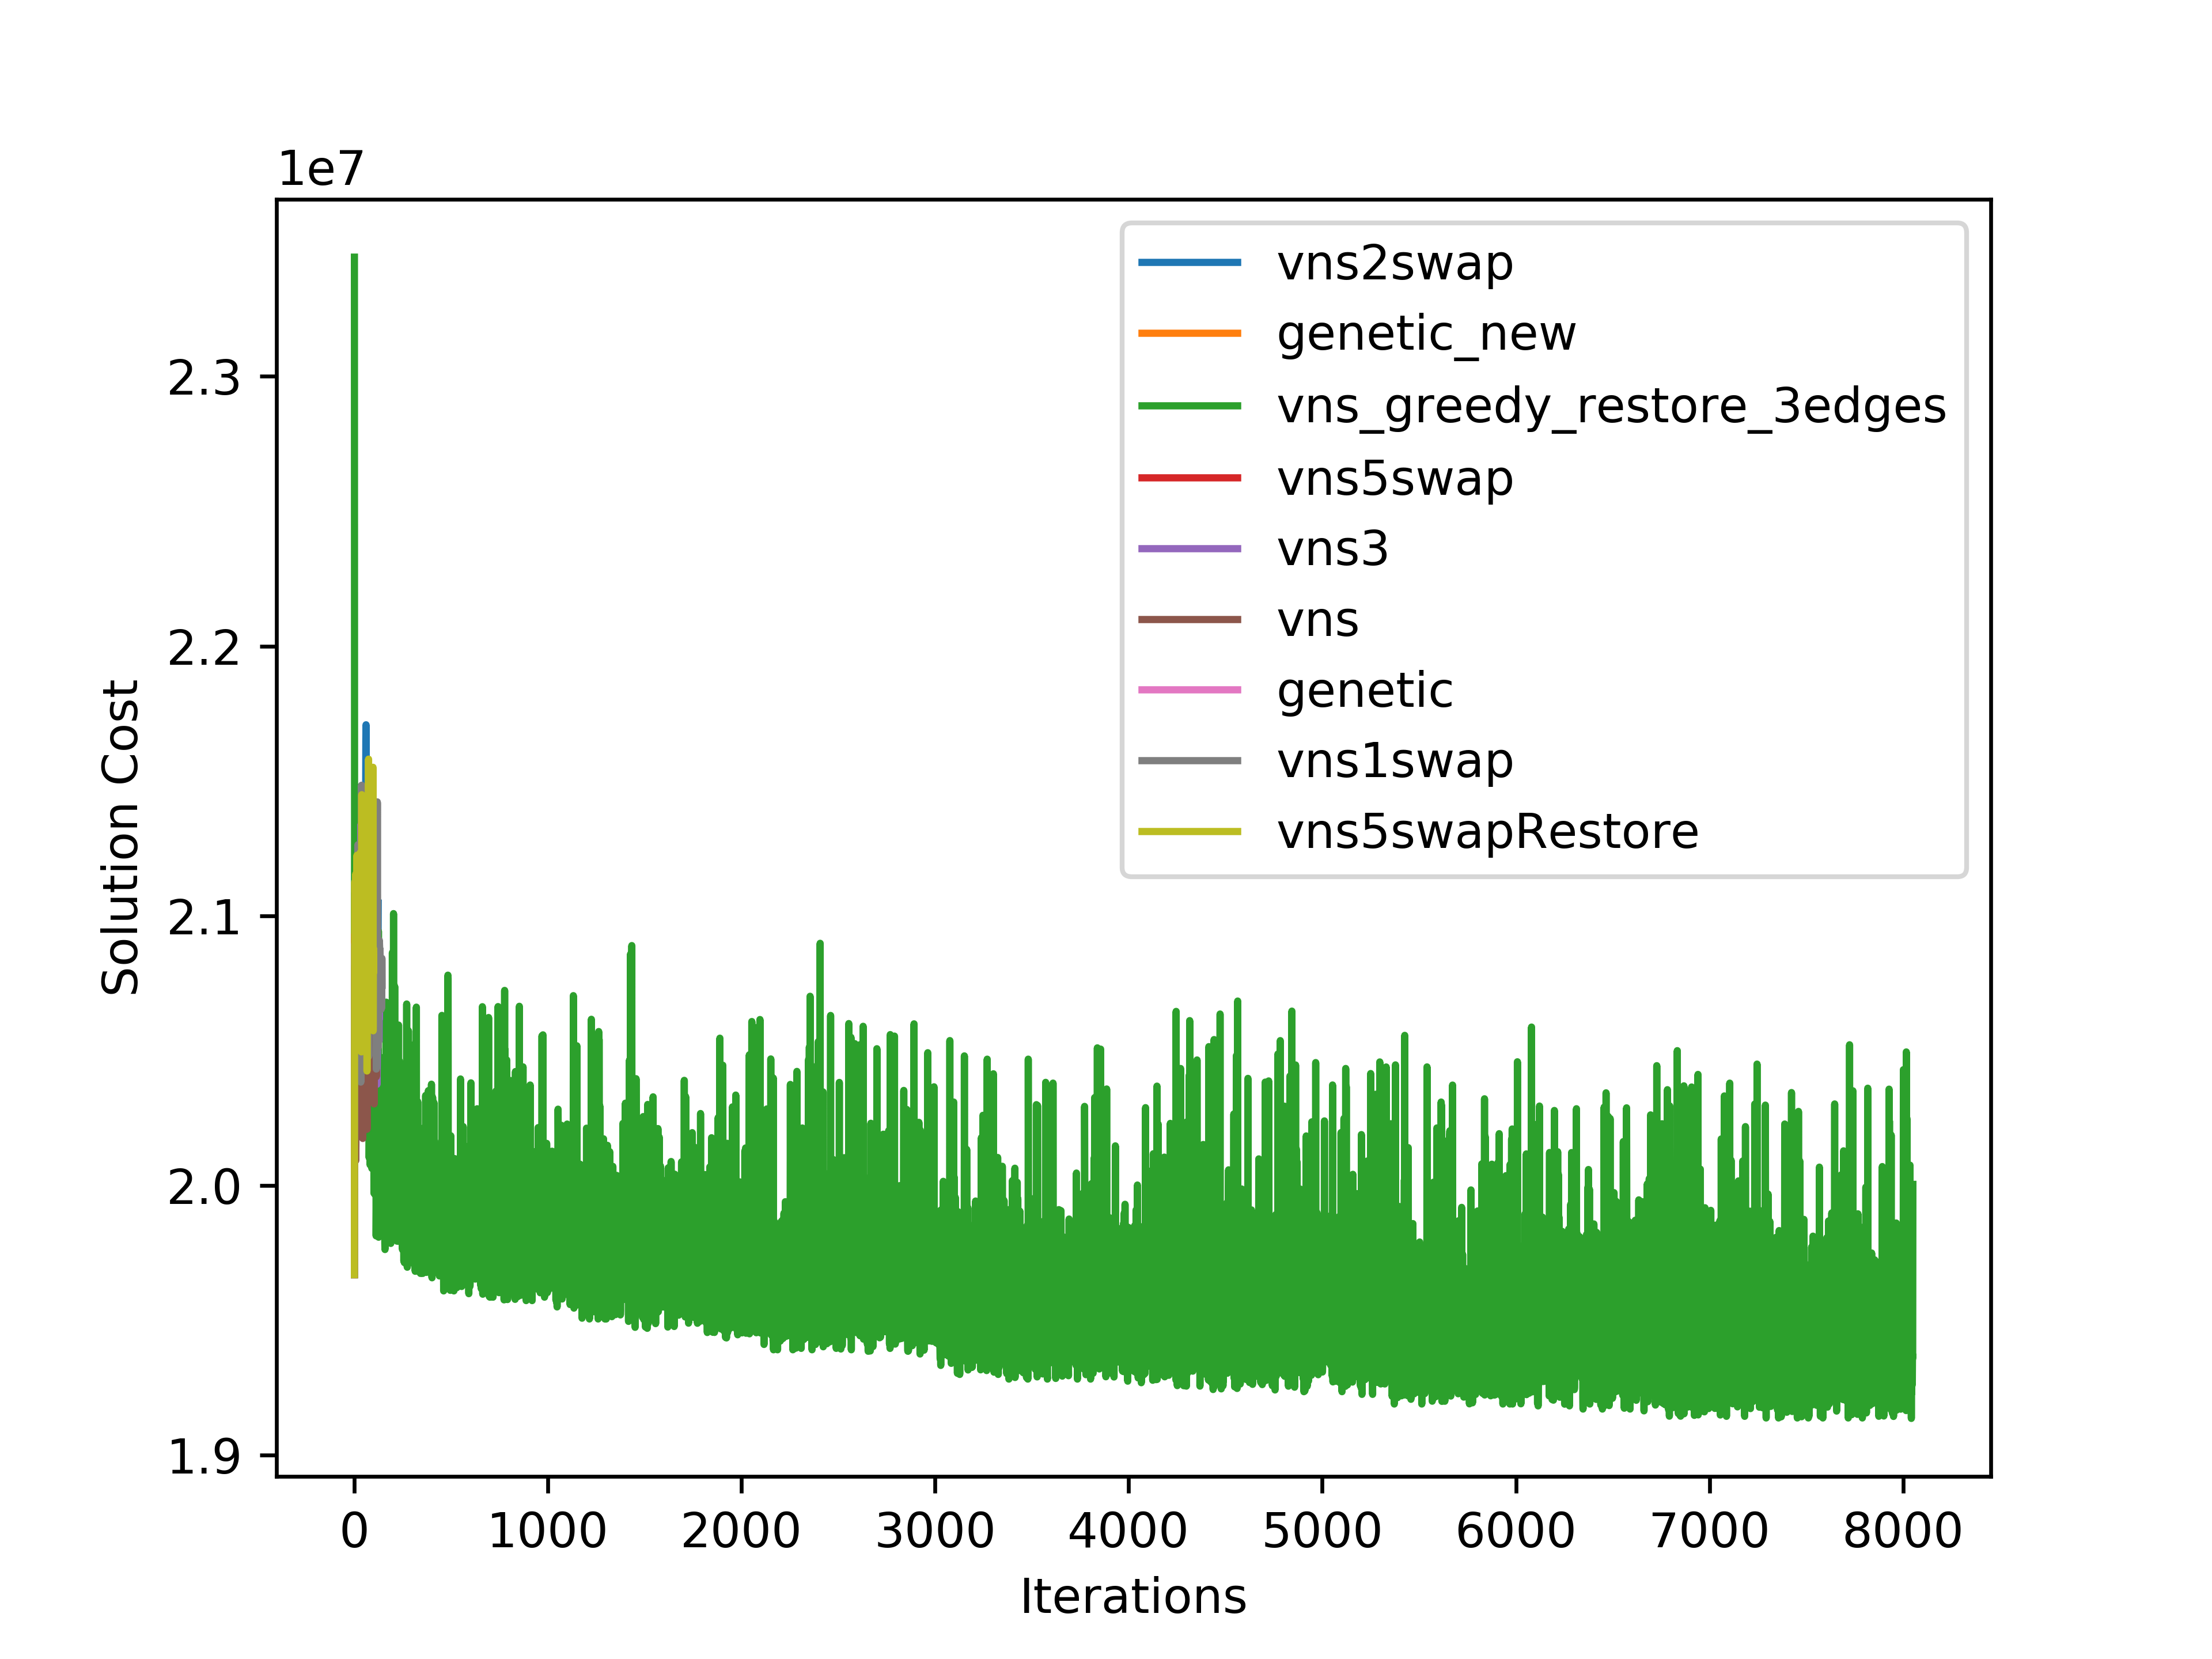 1e7
2.3
2.2
2.1
2.0
1.9
Solution Cost
0 1000 2000 3000 4000 5000 6000 7000 8000
Iterations
vns2swap
genetic_new
vns_greedy_restore_3edges
vns5swap
vns3
vns
genetic
vns1swap
vns5swapRestore